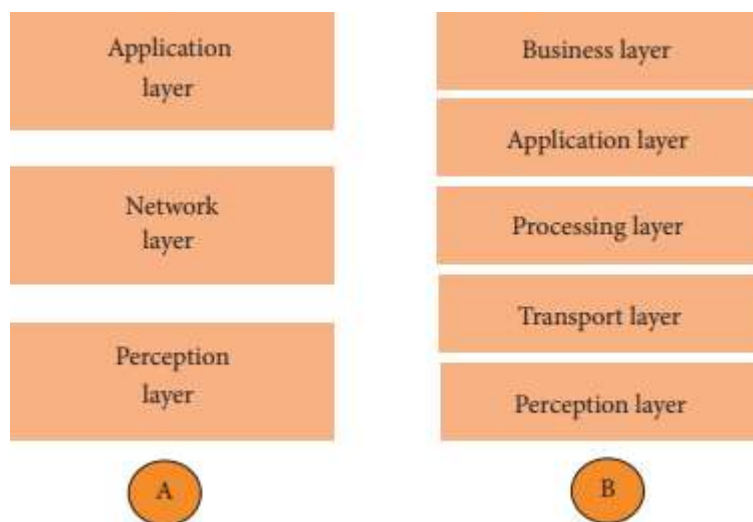 Application
layer
Network
layer
Perception
layer
A
Business layer
Application layer
Processing layer
Transport layer
Perception layer
B